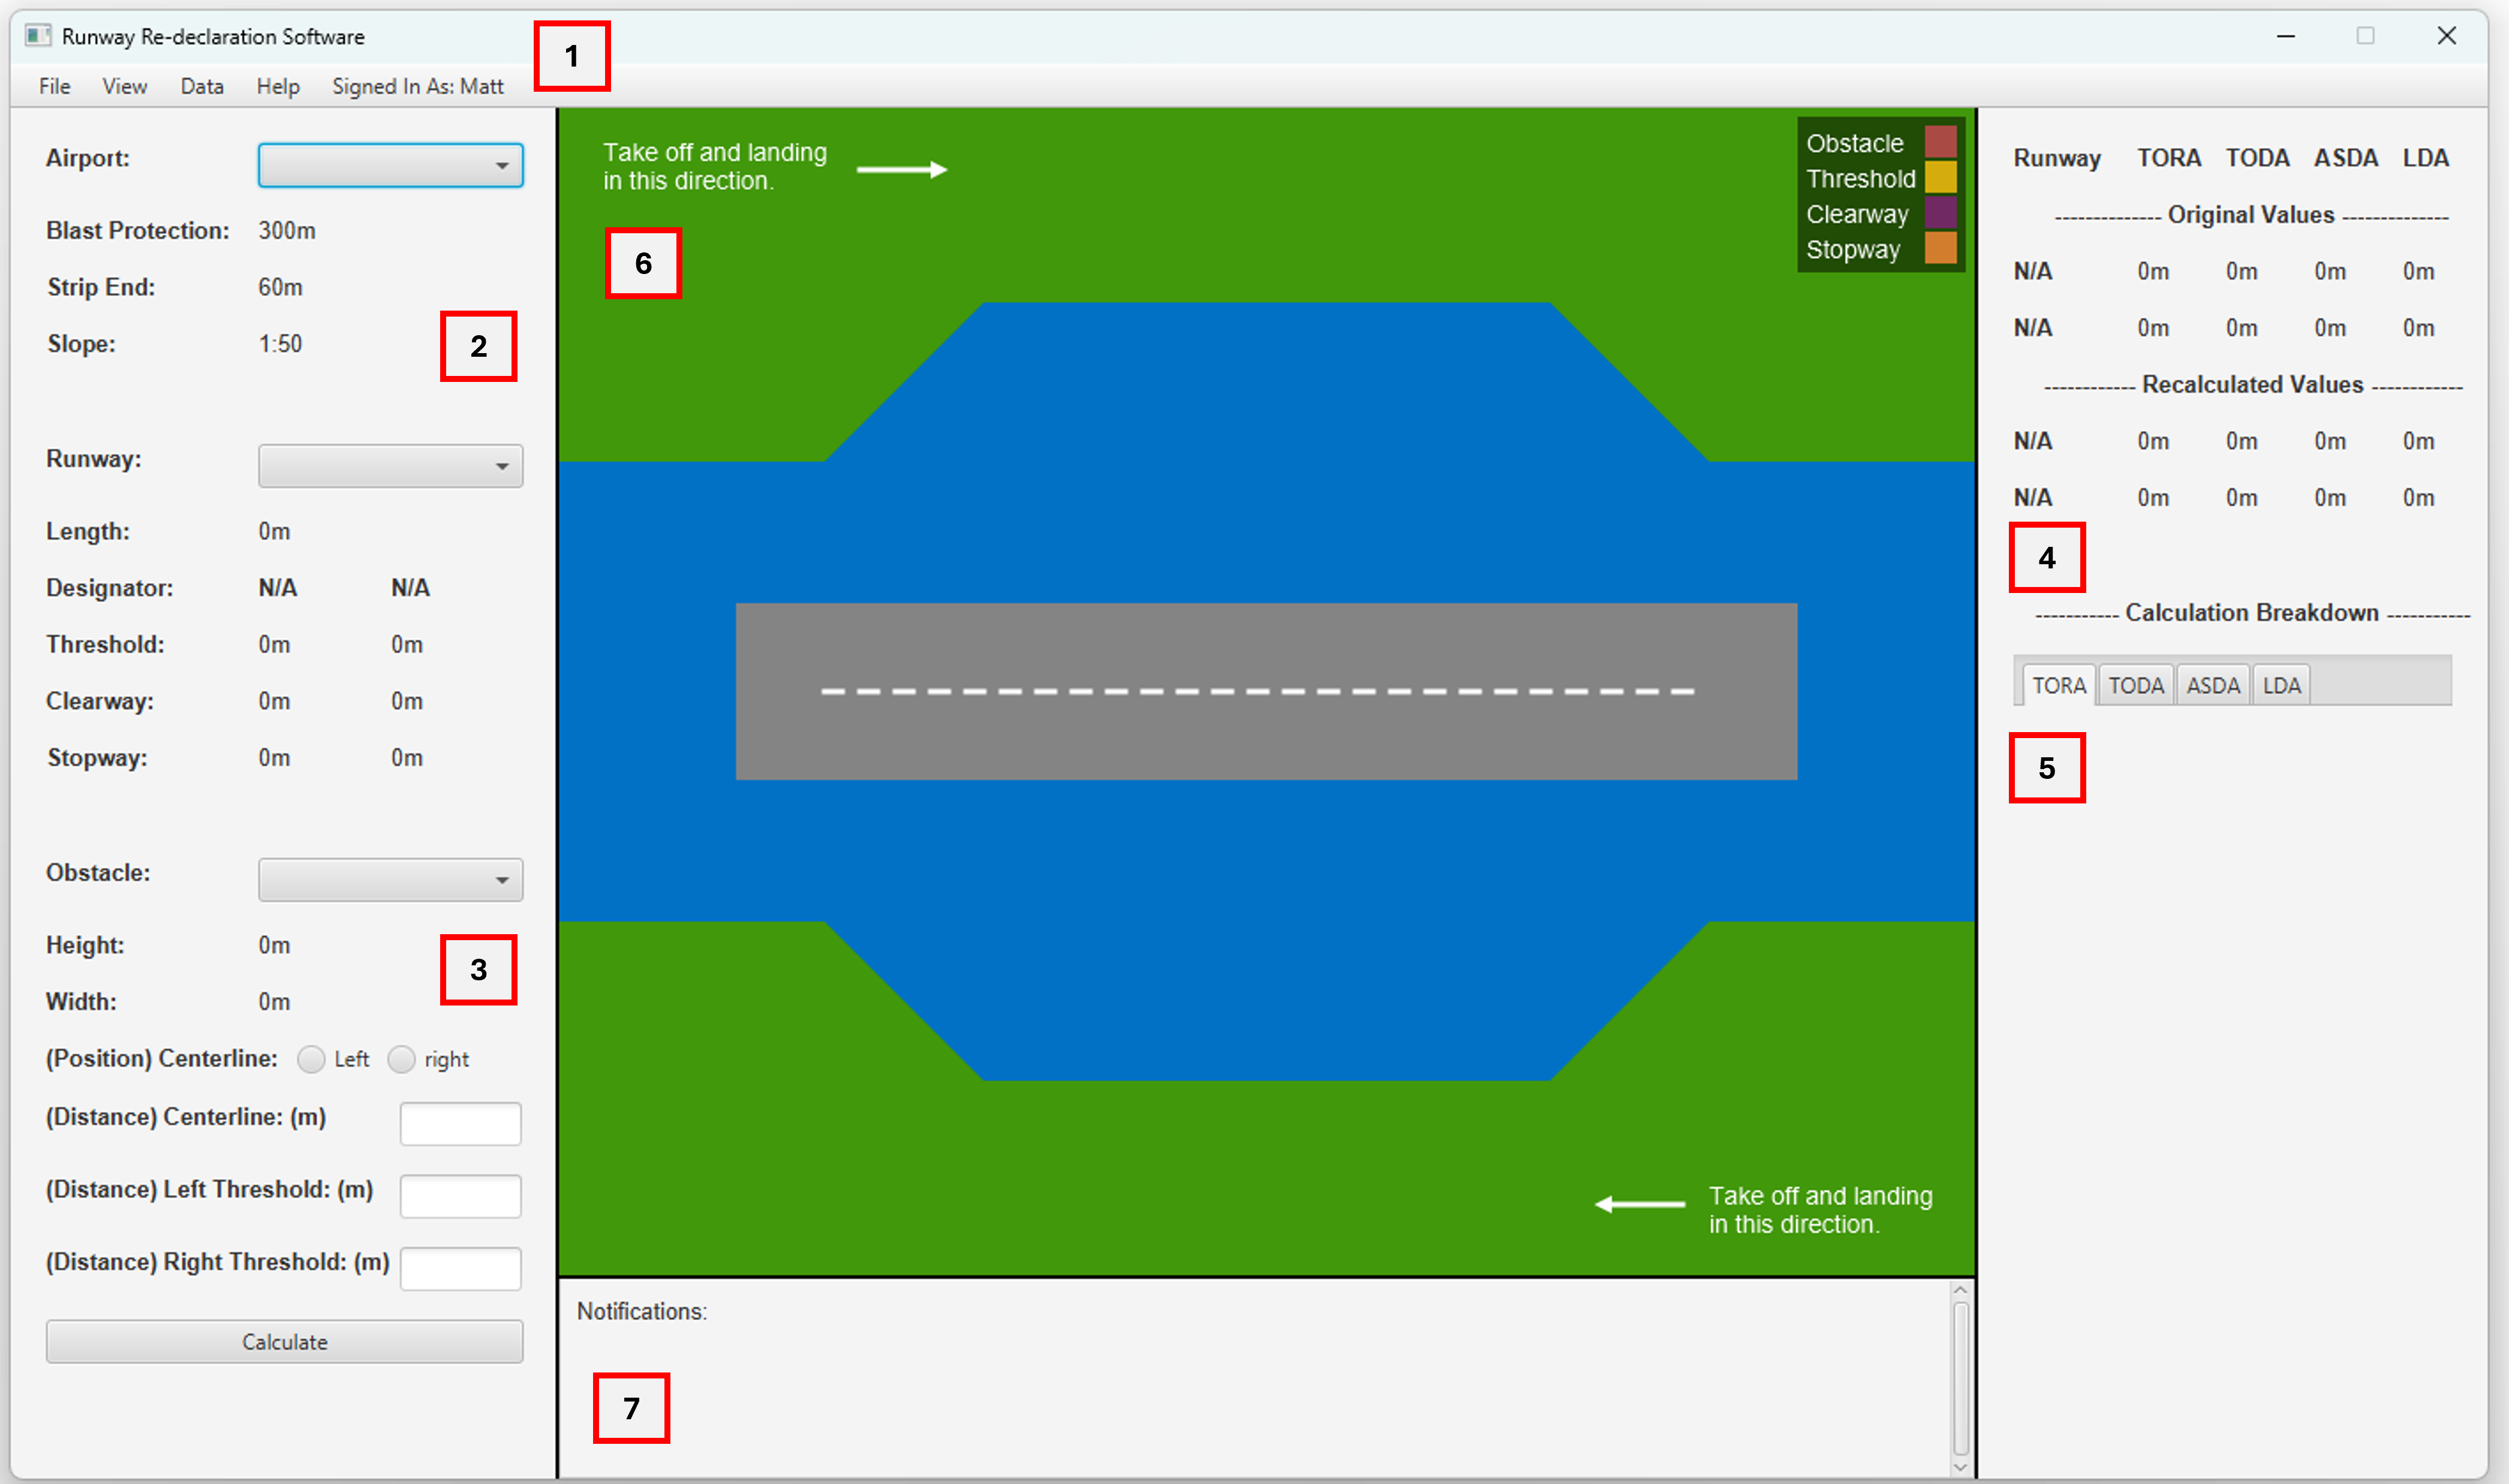 Runway Re-declaration Software
1
File View Data Help Signed In As: Matt
Airport:
Blast Protection: 300m
Strip End: 60m
Slope: 1:50
2
Runway:
Length: 0m
Designator: N/A N/A
Threshold: 0m 0m
Clearway: 0m 0m
Stopway: 0m 0m
Obstacle:
Height: 0m
3
Width: 0m
(Position) Centerline: Left right
(Distance) Centerline: (m)
(Distance) Left Threshold: (m)
(Distance) Right Threshold: (m)
Calculate
Take off and landing
in this direction.
6
Obstacle
Threshold
Clearway
Stopway
Take off and landing
in this direction.
Notifications:
7
Runway TORA TODA ASDA LDA
-------------- Original Values --------------
N/A 0m 0m 0m 0m
N/A 0m 0m 0m 0m
------------ Recalculated Values ------------
N/A 0m 0m 0m 0m
N/A 0m 0m 0m 0m
4
----------- Calculation Breakdown -----------
TORA TODA ASDA LDA
5